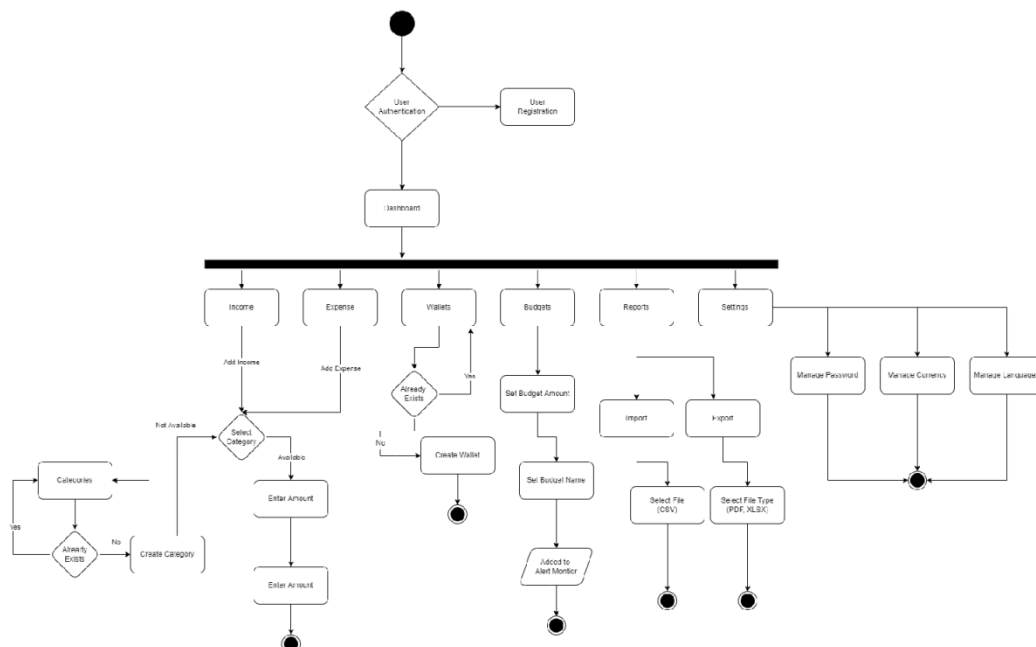 User
Authentication
User
Registration
Dashboard
Income
Expense
Wallets
Budgets
Reports
Settings
Add Income
Add Expense
Yes
Already
Exists
Manage Password
Manage Currency
Manage Language
Set Budget Amount
Import
Export
Not Available
Select
Category
No
Available
Create Wallet
Categories
Enter Amount
Set Budget Name
Select File
(CSV)
Select File Type
(PDF, XLSX)
Yes
Already
Exists
No
Create Category
Enter Amount
Added to
Alert Montior